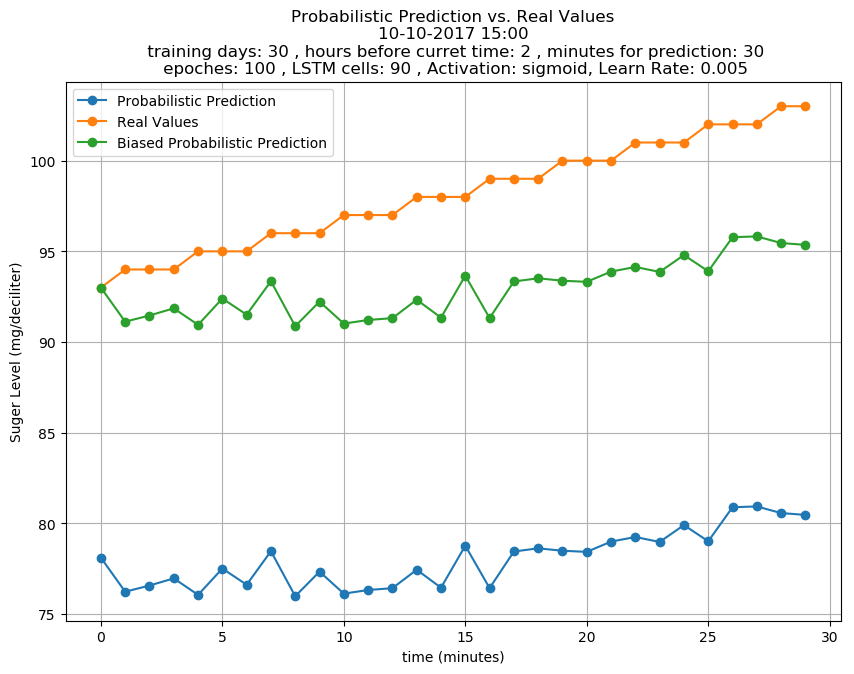 Probabilistic Prediction vs. Real Values
10-10-2017 15:00
training days: 30 , hours before curret time: 2 , minutes for prediction: 30
epoches: 100 , LSTM cells: 90 , Activation: sigmoid, Learn Rate: 0.005
Probabilistic Prediction
Real Values
Biased Probabilistic Prediction
Suger Level (mg/deciliter)
100
95
90
85
80
75
0 5 10 15 20 25 30
time (minutes)